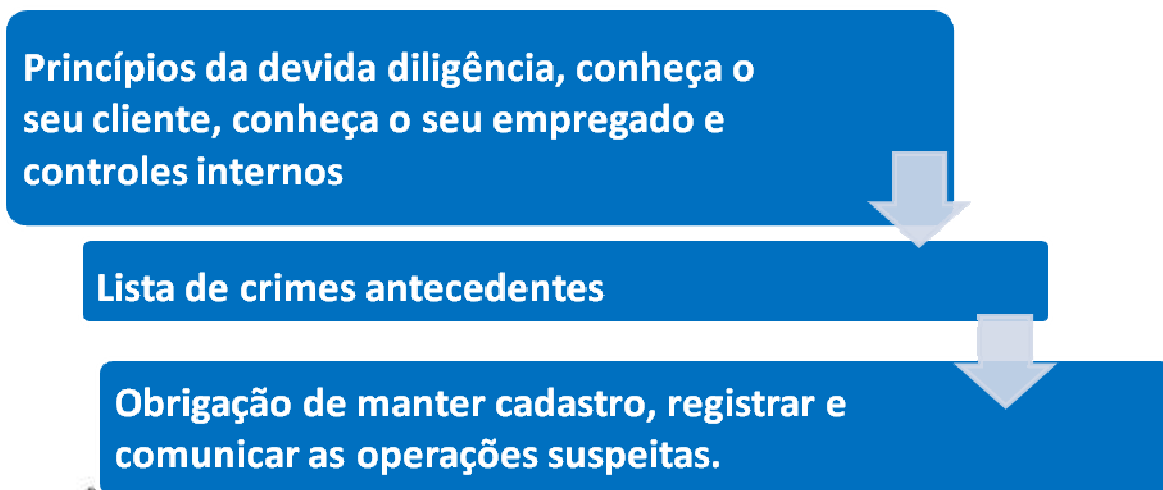 Princípios da devida diligência, conheça o
seu cliente, conheça o seu empregado e
controles internos
Lista de crimes antecedentes
Obrigação de manter cadastro, registrar e
comunicar as operações suspeitas.